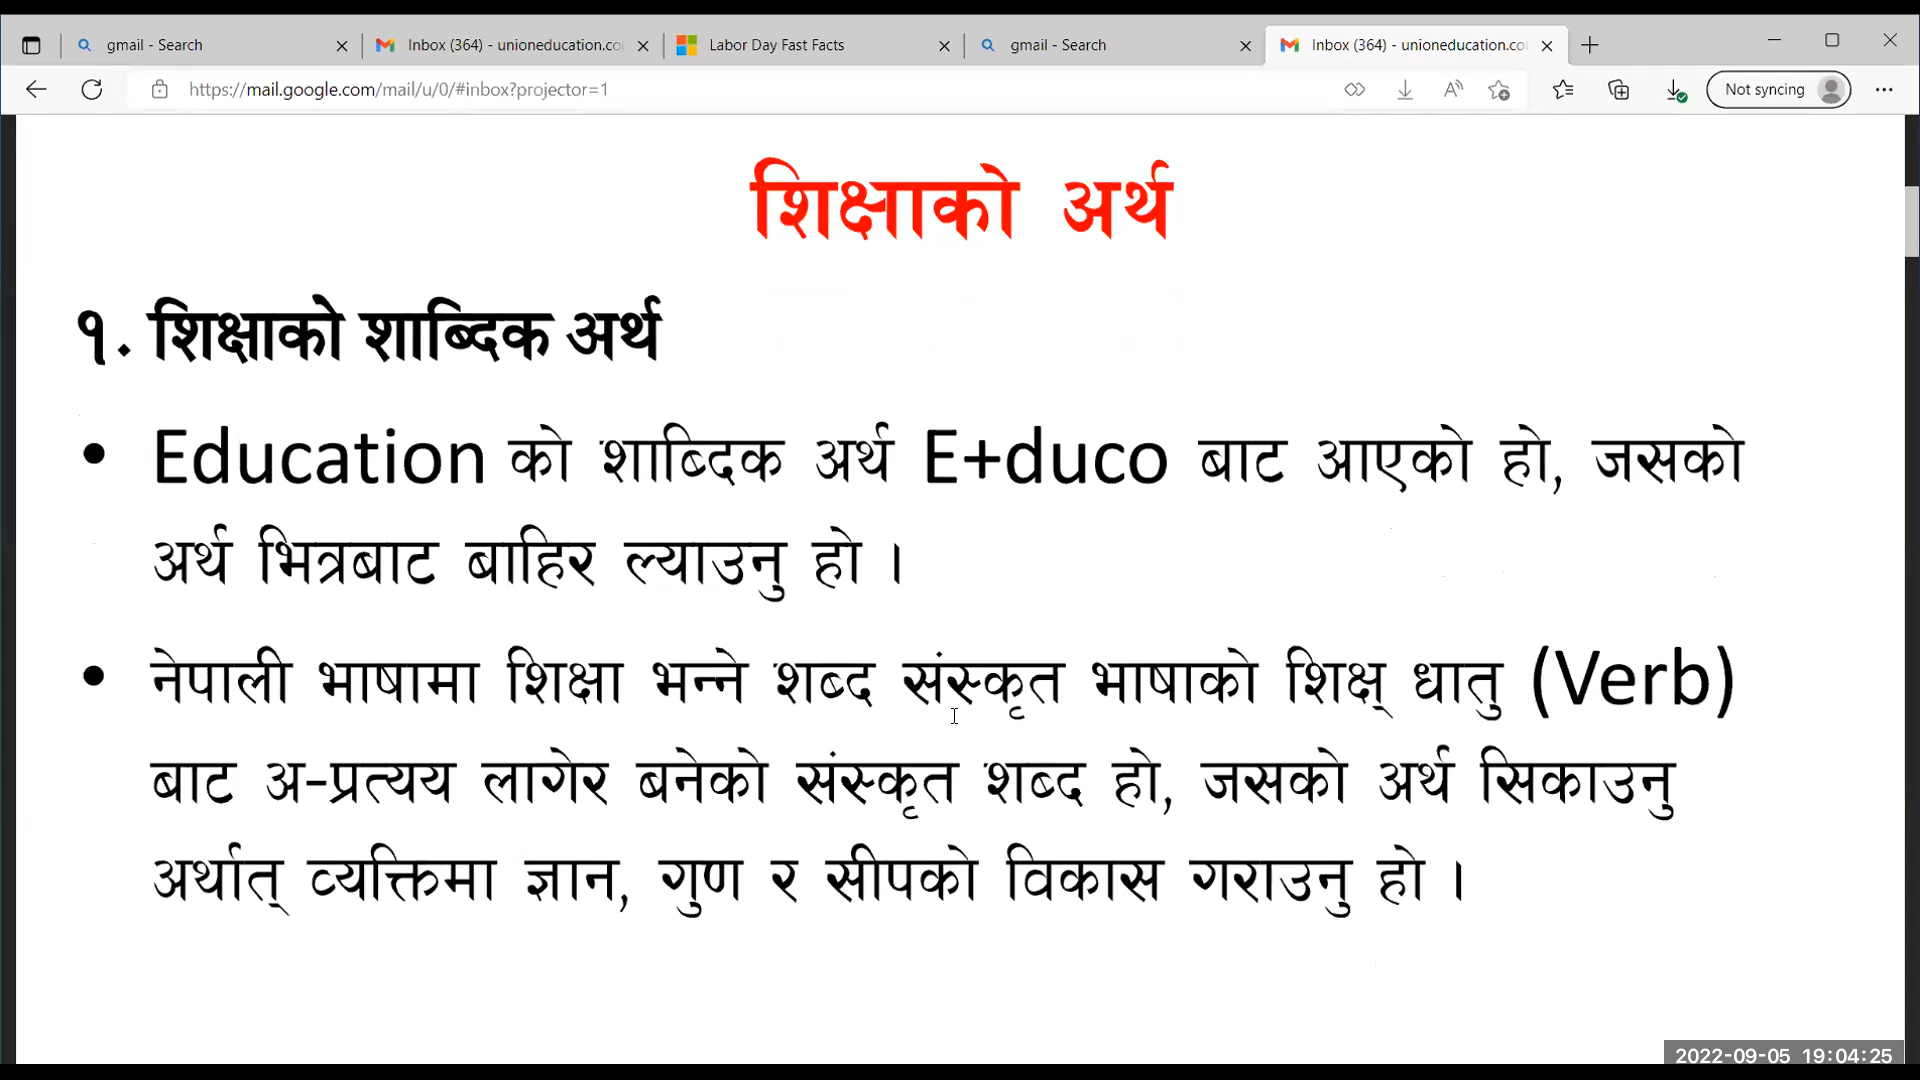 gmail - Search
Inbox (364) - unioneducation.co
Labor Day Fast Facts
gmail - Search
Inbox (364) - unioneducation.co
https://mail.google.com/mail/u/0/#inbox?projector=1
Not syncing
शिक्षाको अर्थ
१. शिक्षाको शाब्दिक अर्थ
• Education को शाब्दिक अर्थ E+duco बाट आएको हो, जसको
अर्थ भित्रबाट बाहिर ल्याउनु हो ।
• नेपाली भाषामा शिक्षा भन्ने शब्द संस्कृत भाषाको शिक्ष् धातु (Verb)
बाट अ-प्रत्यय लागेर बनेको संस्कृत शब्द हो, जसको अर्थ सिकाउनु
अर्थात् व्यक्तिमा ज्ञान, गुण र सीपको विकास गराउनु हो ।
2022-09-05 19:04:25